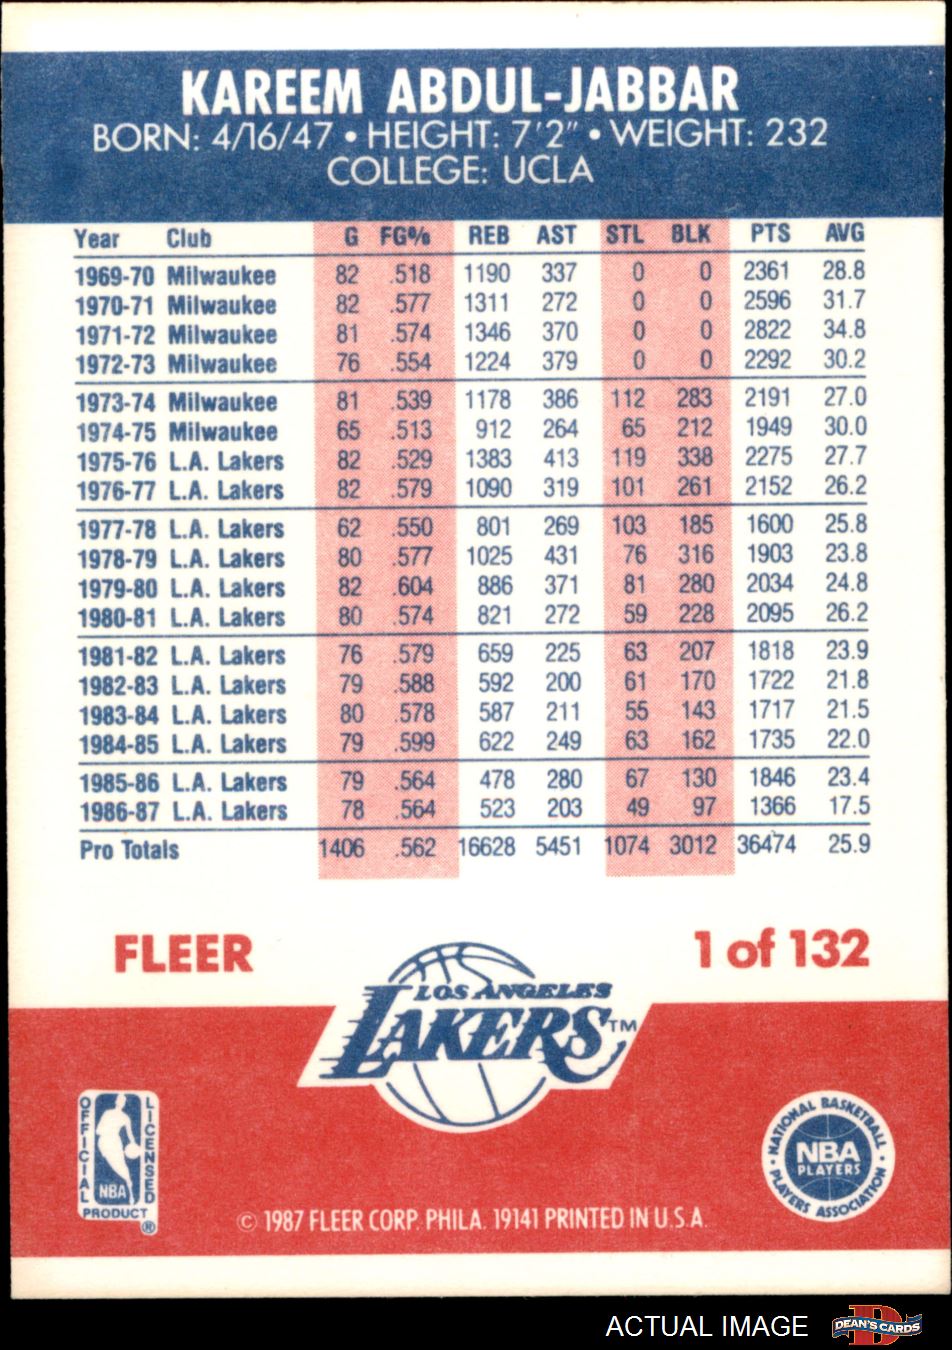 KAREEM ABDUL-JABBAR
BORN: 4/16/47 • HEIGHT: 7'2" • WEIGHT: 232
COLLEGE: UCLA
Year Club G FG% REB AST STL BLK PTS AVG
1969-70 Milwaukee 82 .518 1190 337 0 0 2361 28.8
1970-71 Milwaukee 82 .577 1311 272 0 0 2596 31.7
1971-72 Milwaukee 81 .574 1346 370 0 0 2822 34.8
1972-73 Milwaukee 76 .554 1224 379 0 0 2292 30.2
1973-74 Milwaukee 81 .539 1178 386 112 283 2191 27.0
1974-75 Milwaukee 65 .513 912 264 65 212 1949 30.0
1975-76 L.A. Lakers 82 .529 1383 413 119 338 2275 27.7
1976-77 L.A. Lakers 82 .579 1090 319 101 261 2152 26.2
1977-78 L.A. Lakers 62 .550 801 269 103 185 1600 25.8
1978-79 L.A. Lakers 80 .577 1025 431 76 316 1903 23.8
1979-80 L.A. Lakers 82 .604 886 371 81 280 2034 24.8
1980-81 L.A. Lakers 80 .574 821 272 59 228 2095 26.2
1981-82 L.A. Lakers 76 .579 659 225 63 207 1818 23.9
1982-83 L.A. Lakers 79 .588 592 200 61 170 1722 21.8
1983-84 L.A. Lakers 80 .578 587 211 55 143 1717 21.5
1984-85 L.A. Lakers 79 .599 622 249 63 162 1735 22.0
1985-86 L.A. Lakers 79 .564 478 280 67 130 1846 23.4
1986-87 L.A. Lakers 78 .564 523 203 49 97 1366 17.5
Pro Totals 1406 .562 16628 5451 1074 3012 36474 25.9
FLEER
1 of 132
LOS ANGELES
LAKERS™
OFFICIAL
LICENSED
NBA
PRODUCT
®
NATIONAL BASKETBALL
NBA
PLAYERS
PLAYERS ASSOCIATION
© 1987 FLEER CORP. PHILA. 19141 PRINTED IN U.S.A.
ACTUAL IMAGE
D
DEAN'S CARDS